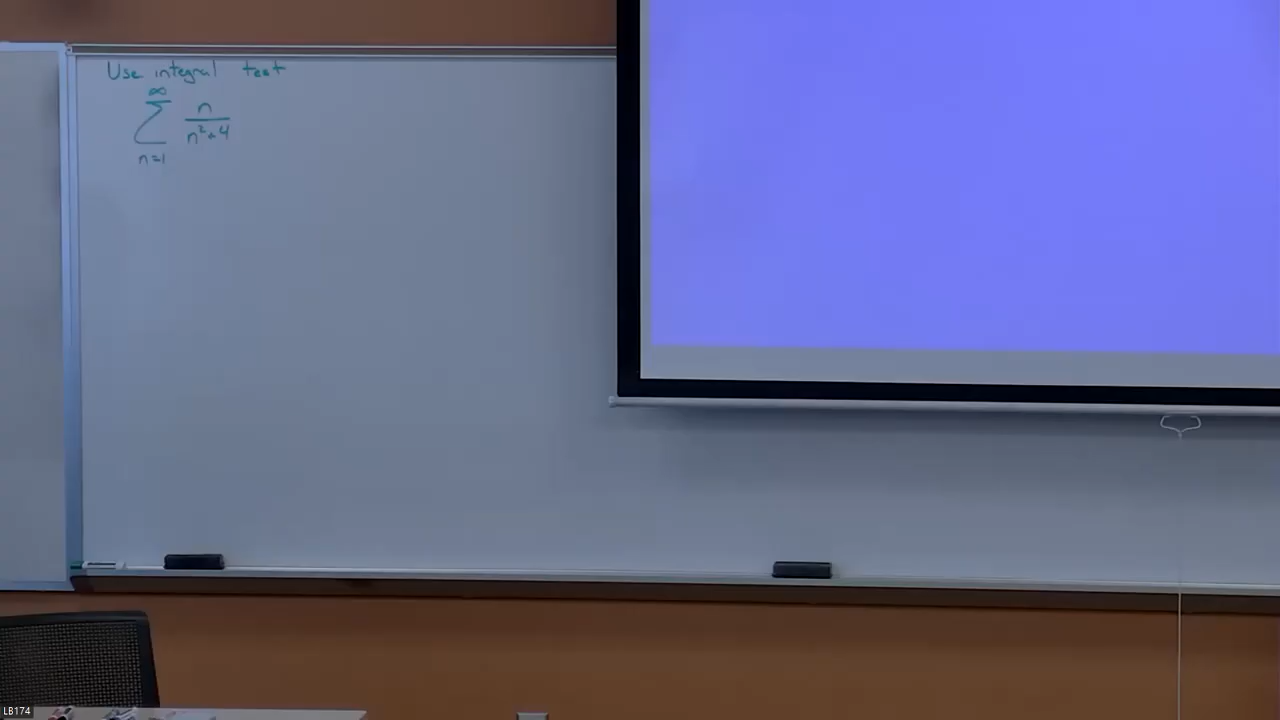 Use integral test
∞
∑ n/(n²+4)
n=1
LB174